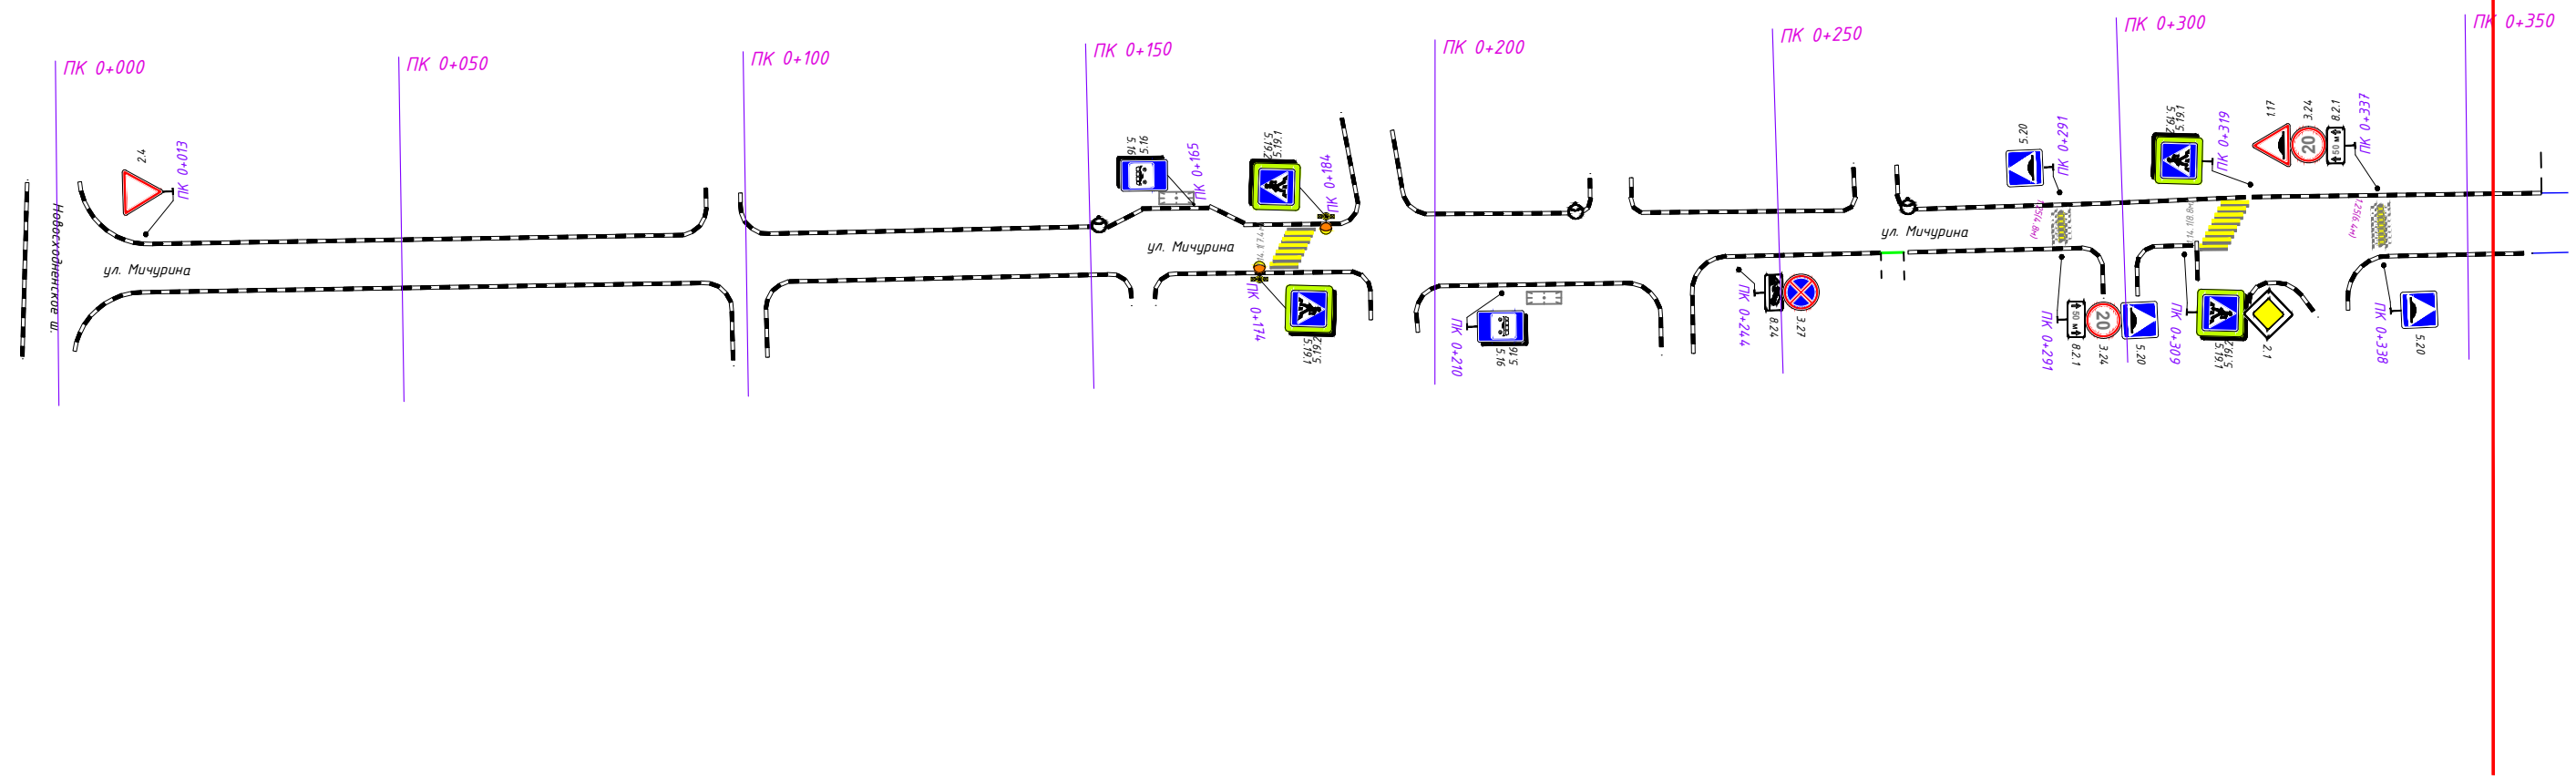 ПК 0+000
ПК 0+050
ПК 0+100
ПК 0+150
ПК 0+200
ПК 0+250
ПК 0+300
ПК 0+350
2.4
ПК 0+013
5.16
5.16
ПК 0+165
5.19.2
5.19.1
ПК 0+184
5.20
ПК 0+291
5.19.2
5.19.1
ПК 0+319
1.17
3.24
8.2.1
ПК 0+337
20
50 м
Новосходненское ш.
ул. Мичурина
ул. Мичурина
ул. Мичурина
ПК 0+174
5.19.1
5.19.2
ПК 0+210
5.16
5.16
ПК 0+244
8.24
3.27
ПК 0+291
50 м
8.2.1
20
3.24
5.20
ПК 0+309
5.19.1
5.19.2
2.1
ПК 0+338
5.20